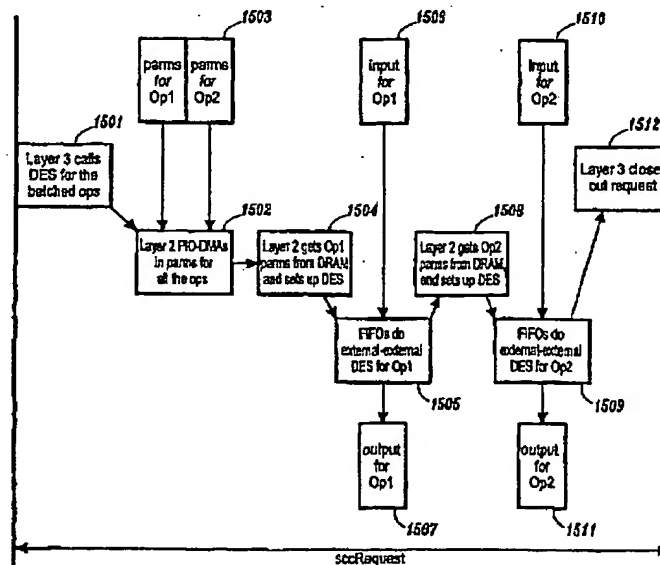 1503
1506
1510
parms for Op1
parms for Op2
input for Op1
input for Op2
1501
1512
Layer 3 calls
DES for the
batched ops
Layer 3 close
out request
1502
1504
1508
Layer 2 PIO-DMAs
in parms for
all the ops
Layer 2 gets Op1
parms from DRAM
and sets up DES
Layer 2 gets Op2
parms from DRAM
and sets up DES
FIFOs do
external-external
DES for Op1
FIFOs do
external-external
DES for Op2
1505
1509
output
for
Op1
output
for
Op2
1507
1511
sccRequest